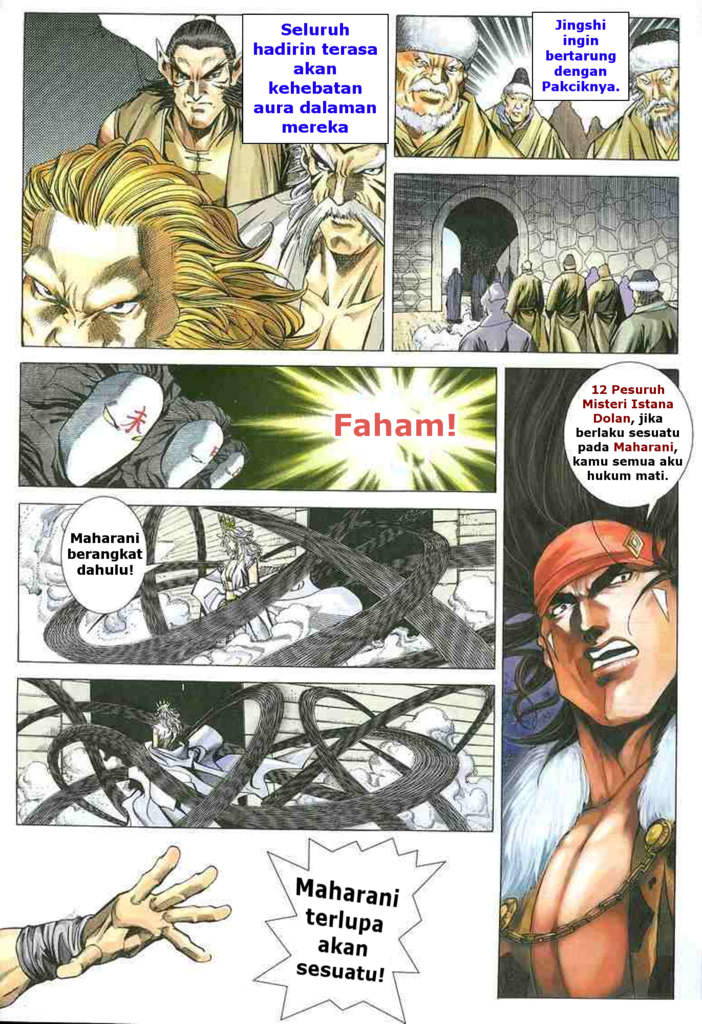 Seluruh
hadirin terasa
akan
kehebatan
aura dalaman
mereka
Jingshi
ingin
bertarung
dengan
Pakciknya.
未
Faham!
12 Pesuruh
Misteri Istana
Dolan, jika
berlaku sesuatu
pada Maharani,
kamu semua aku
hukum mati.
Maharani
berangkat
dahulu!
Maharani
terlupa
akan
sesuatu!